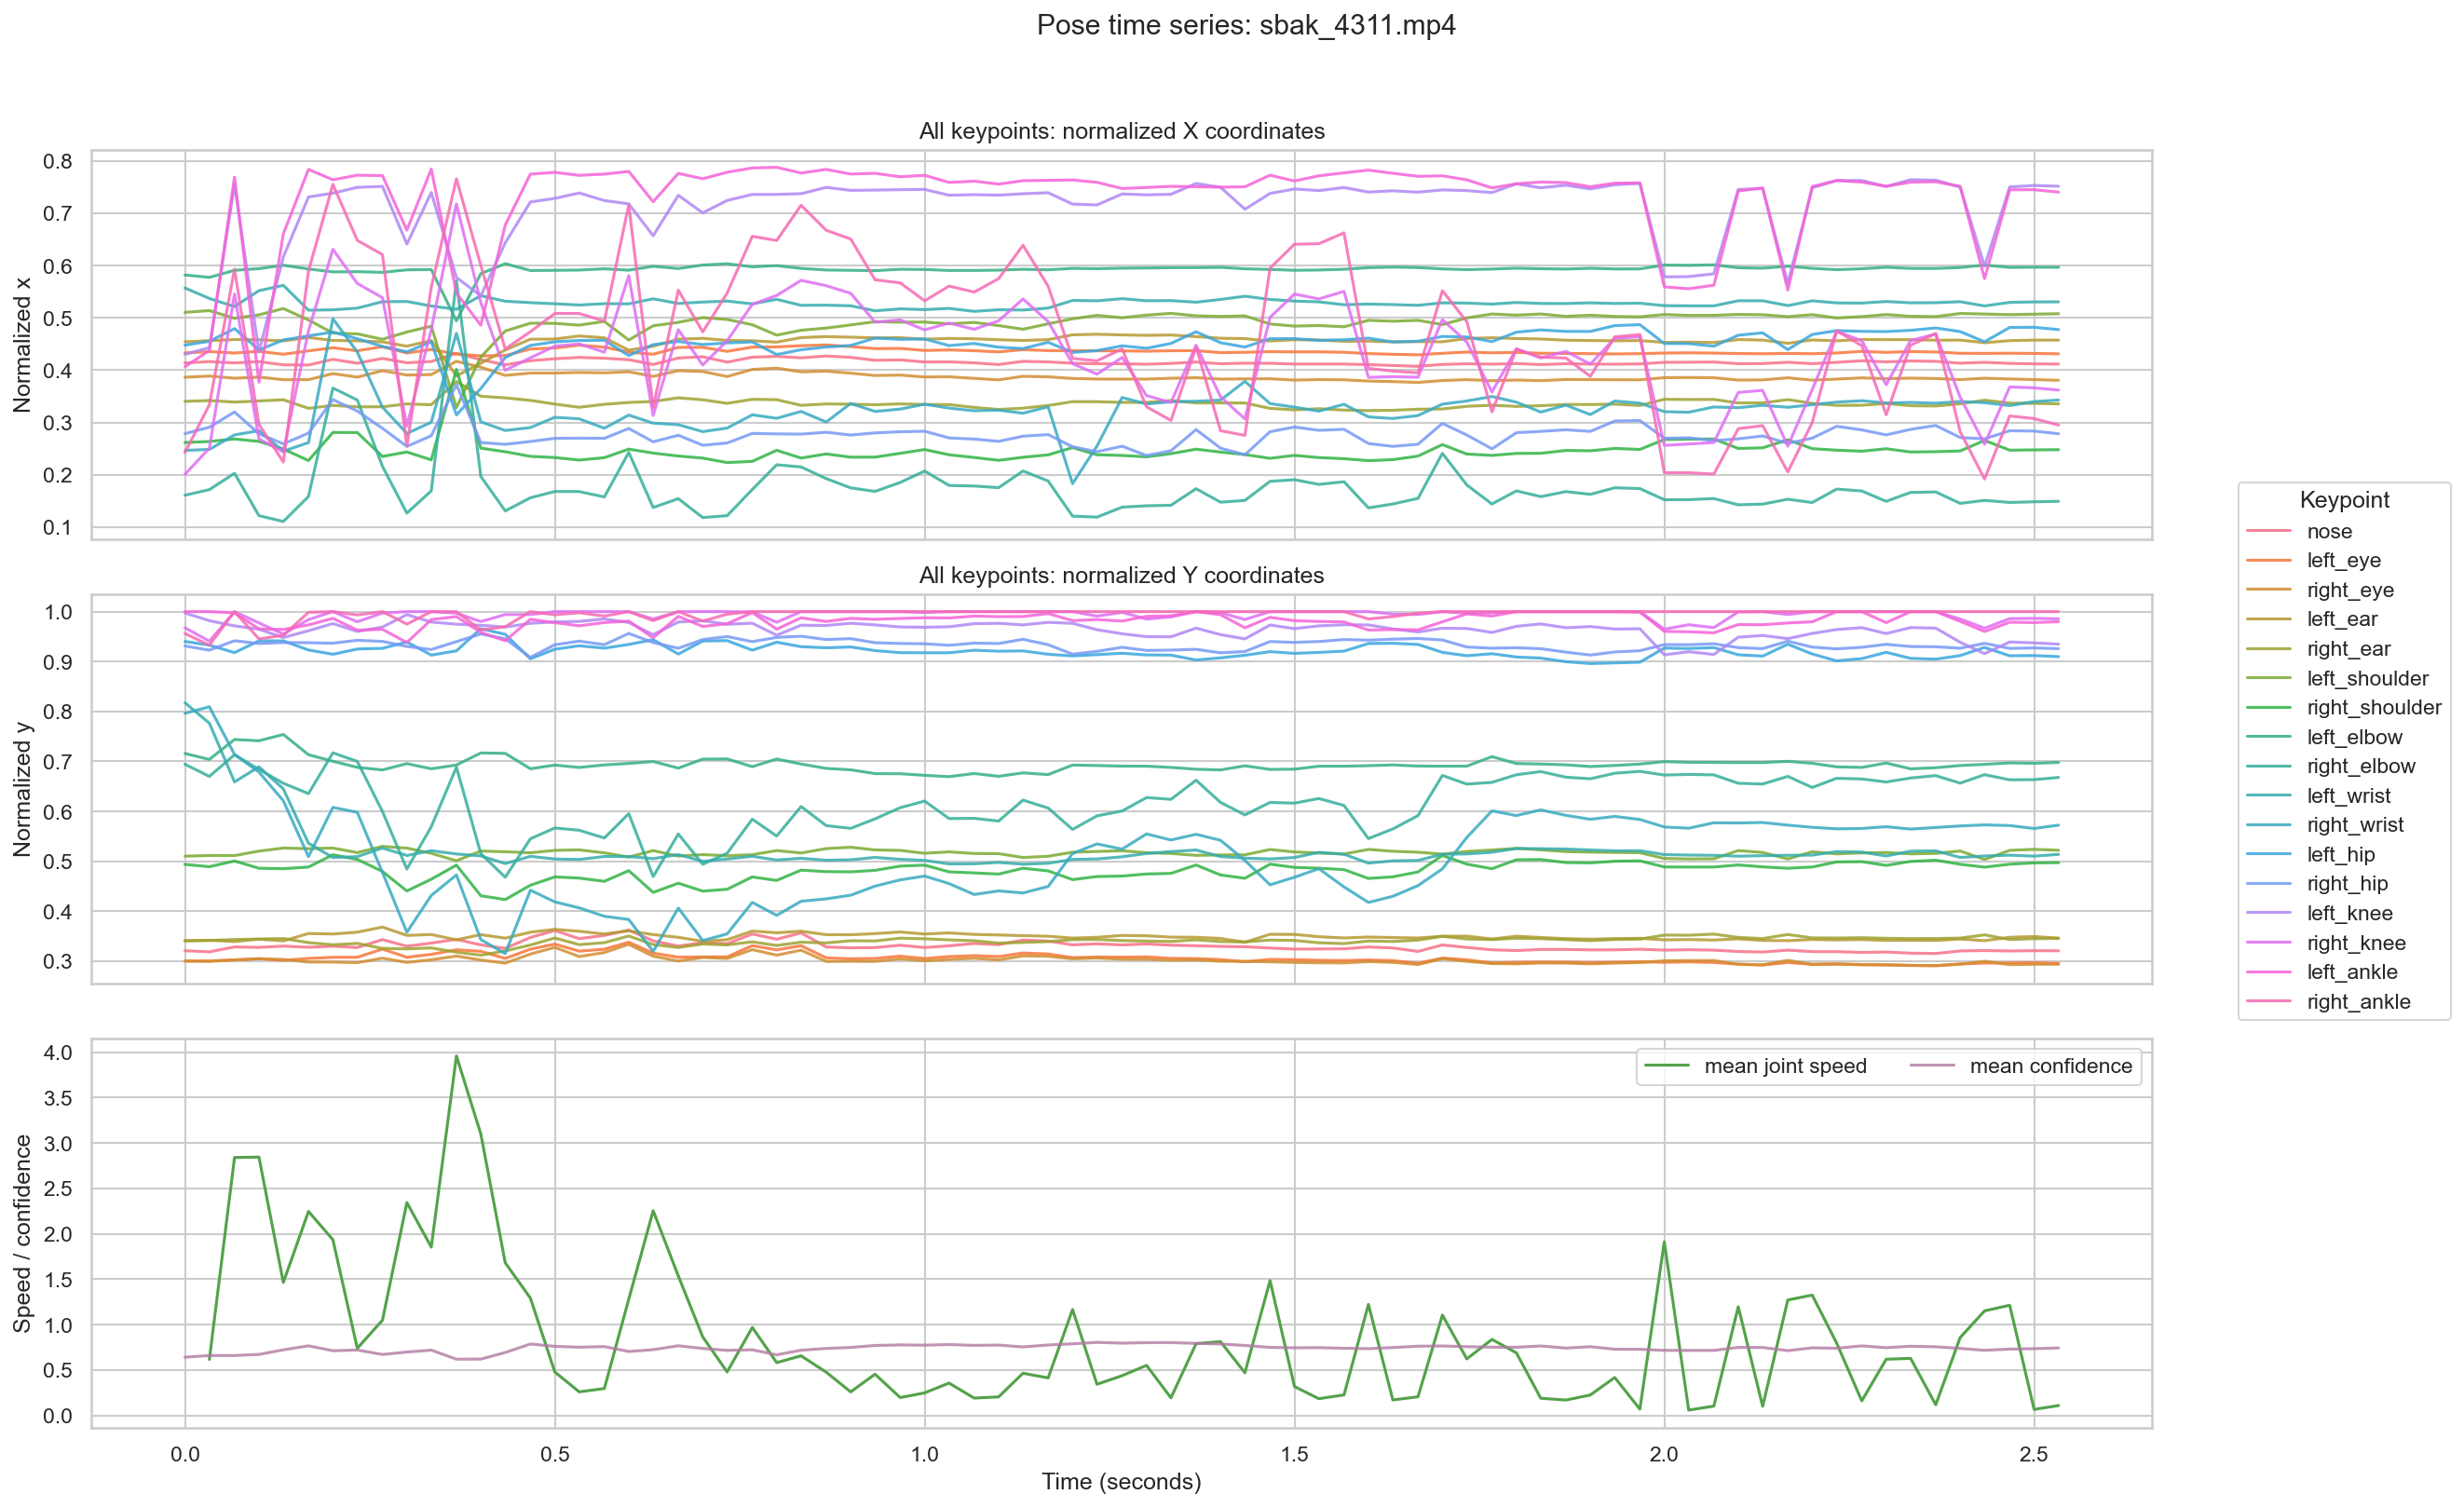 Pose time series: sbak_4311.mp4
All keypoints: normalized X coordinates
Normalized x
0.8
0.7
0.6
0.5
0.4
0.3
0.2
0.1
All keypoints: normalized Y coordinates
Normalized y
1.0
0.9
0.8
0.7
0.6
0.5
0.4
0.3
Keypoint
nose
left_eye
right_eye
left_ear
right_ear
left_shoulder
right_shoulder
left_elbow
right_elbow
left_wrist
right_wrist
left_hip
right_hip
left_knee
right_knee
left_ankle
right_ankle
Speed / confidence
4.0
3.5
3.0
2.5
2.0
1.5
1.0
0.5
0.0
mean joint speed mean confidence
0.0 0.5 1.0 1.5 2.0 2.5
Time (seconds)